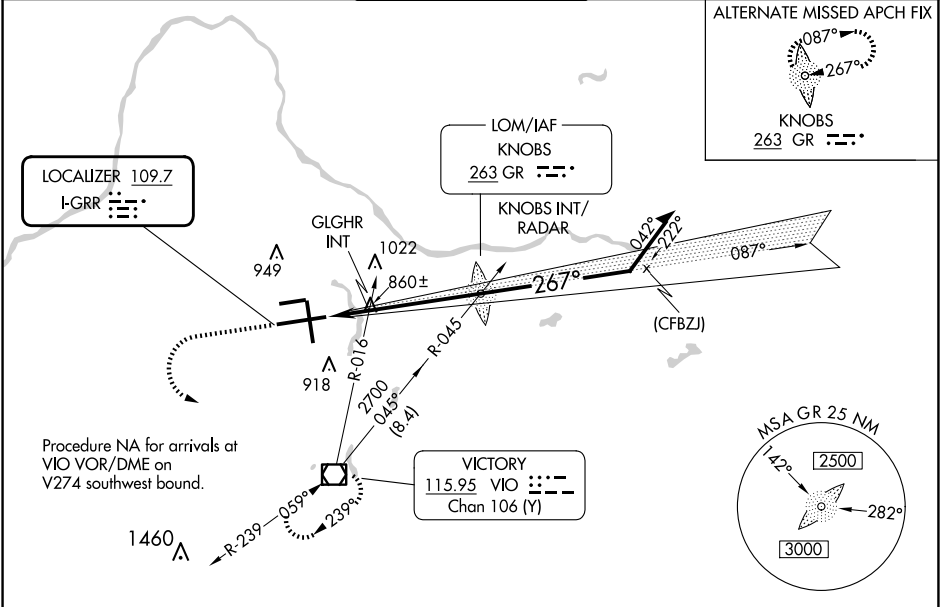 ALTERNATE MISSED APCH FIX
087°
267°
KNOBS
263 GR
LOM/IAF
KNOBS
263 GR
LOCALIZER 109.7
I-GRR
KNOBS INT/
RADAR
GLGHR
INT
1022
949
860±
042°
222°
087°
267°
(CFBZJ)
918
R-016
R-045
2700
045°
(8.4)
Procedure NA for arrivals at
VIO VOR/DME on
V274 southwest bound.
VICTORY
115.95 VIO
Chan 106 (Y)
R-239
059°
239°
1460
MSA GR 25 NM
142°
2500
282°
3000